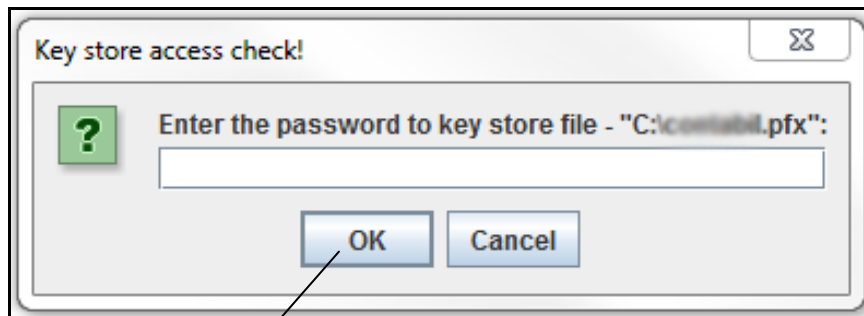 Key store access check!
Enter the password to key store file - "C:\.pfx":
OK
Cancel